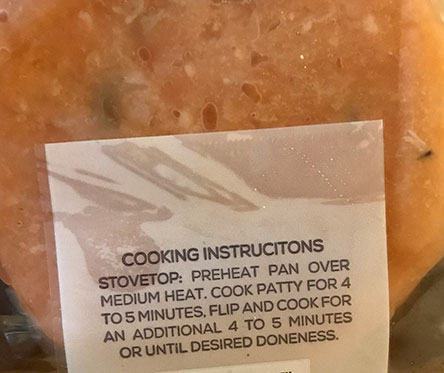 COOKING INSTRUCITONS
STOVETOP: PREHEAT PAN OVER
MEDIUM HEAT. COOK PATTY FOR 4
TO 5 MINUTES, FLIP AND COOK FOR
AN ADDITIONAL 4 TO 5 MINUTES
OR UNTIL DESIRED DONENESS.